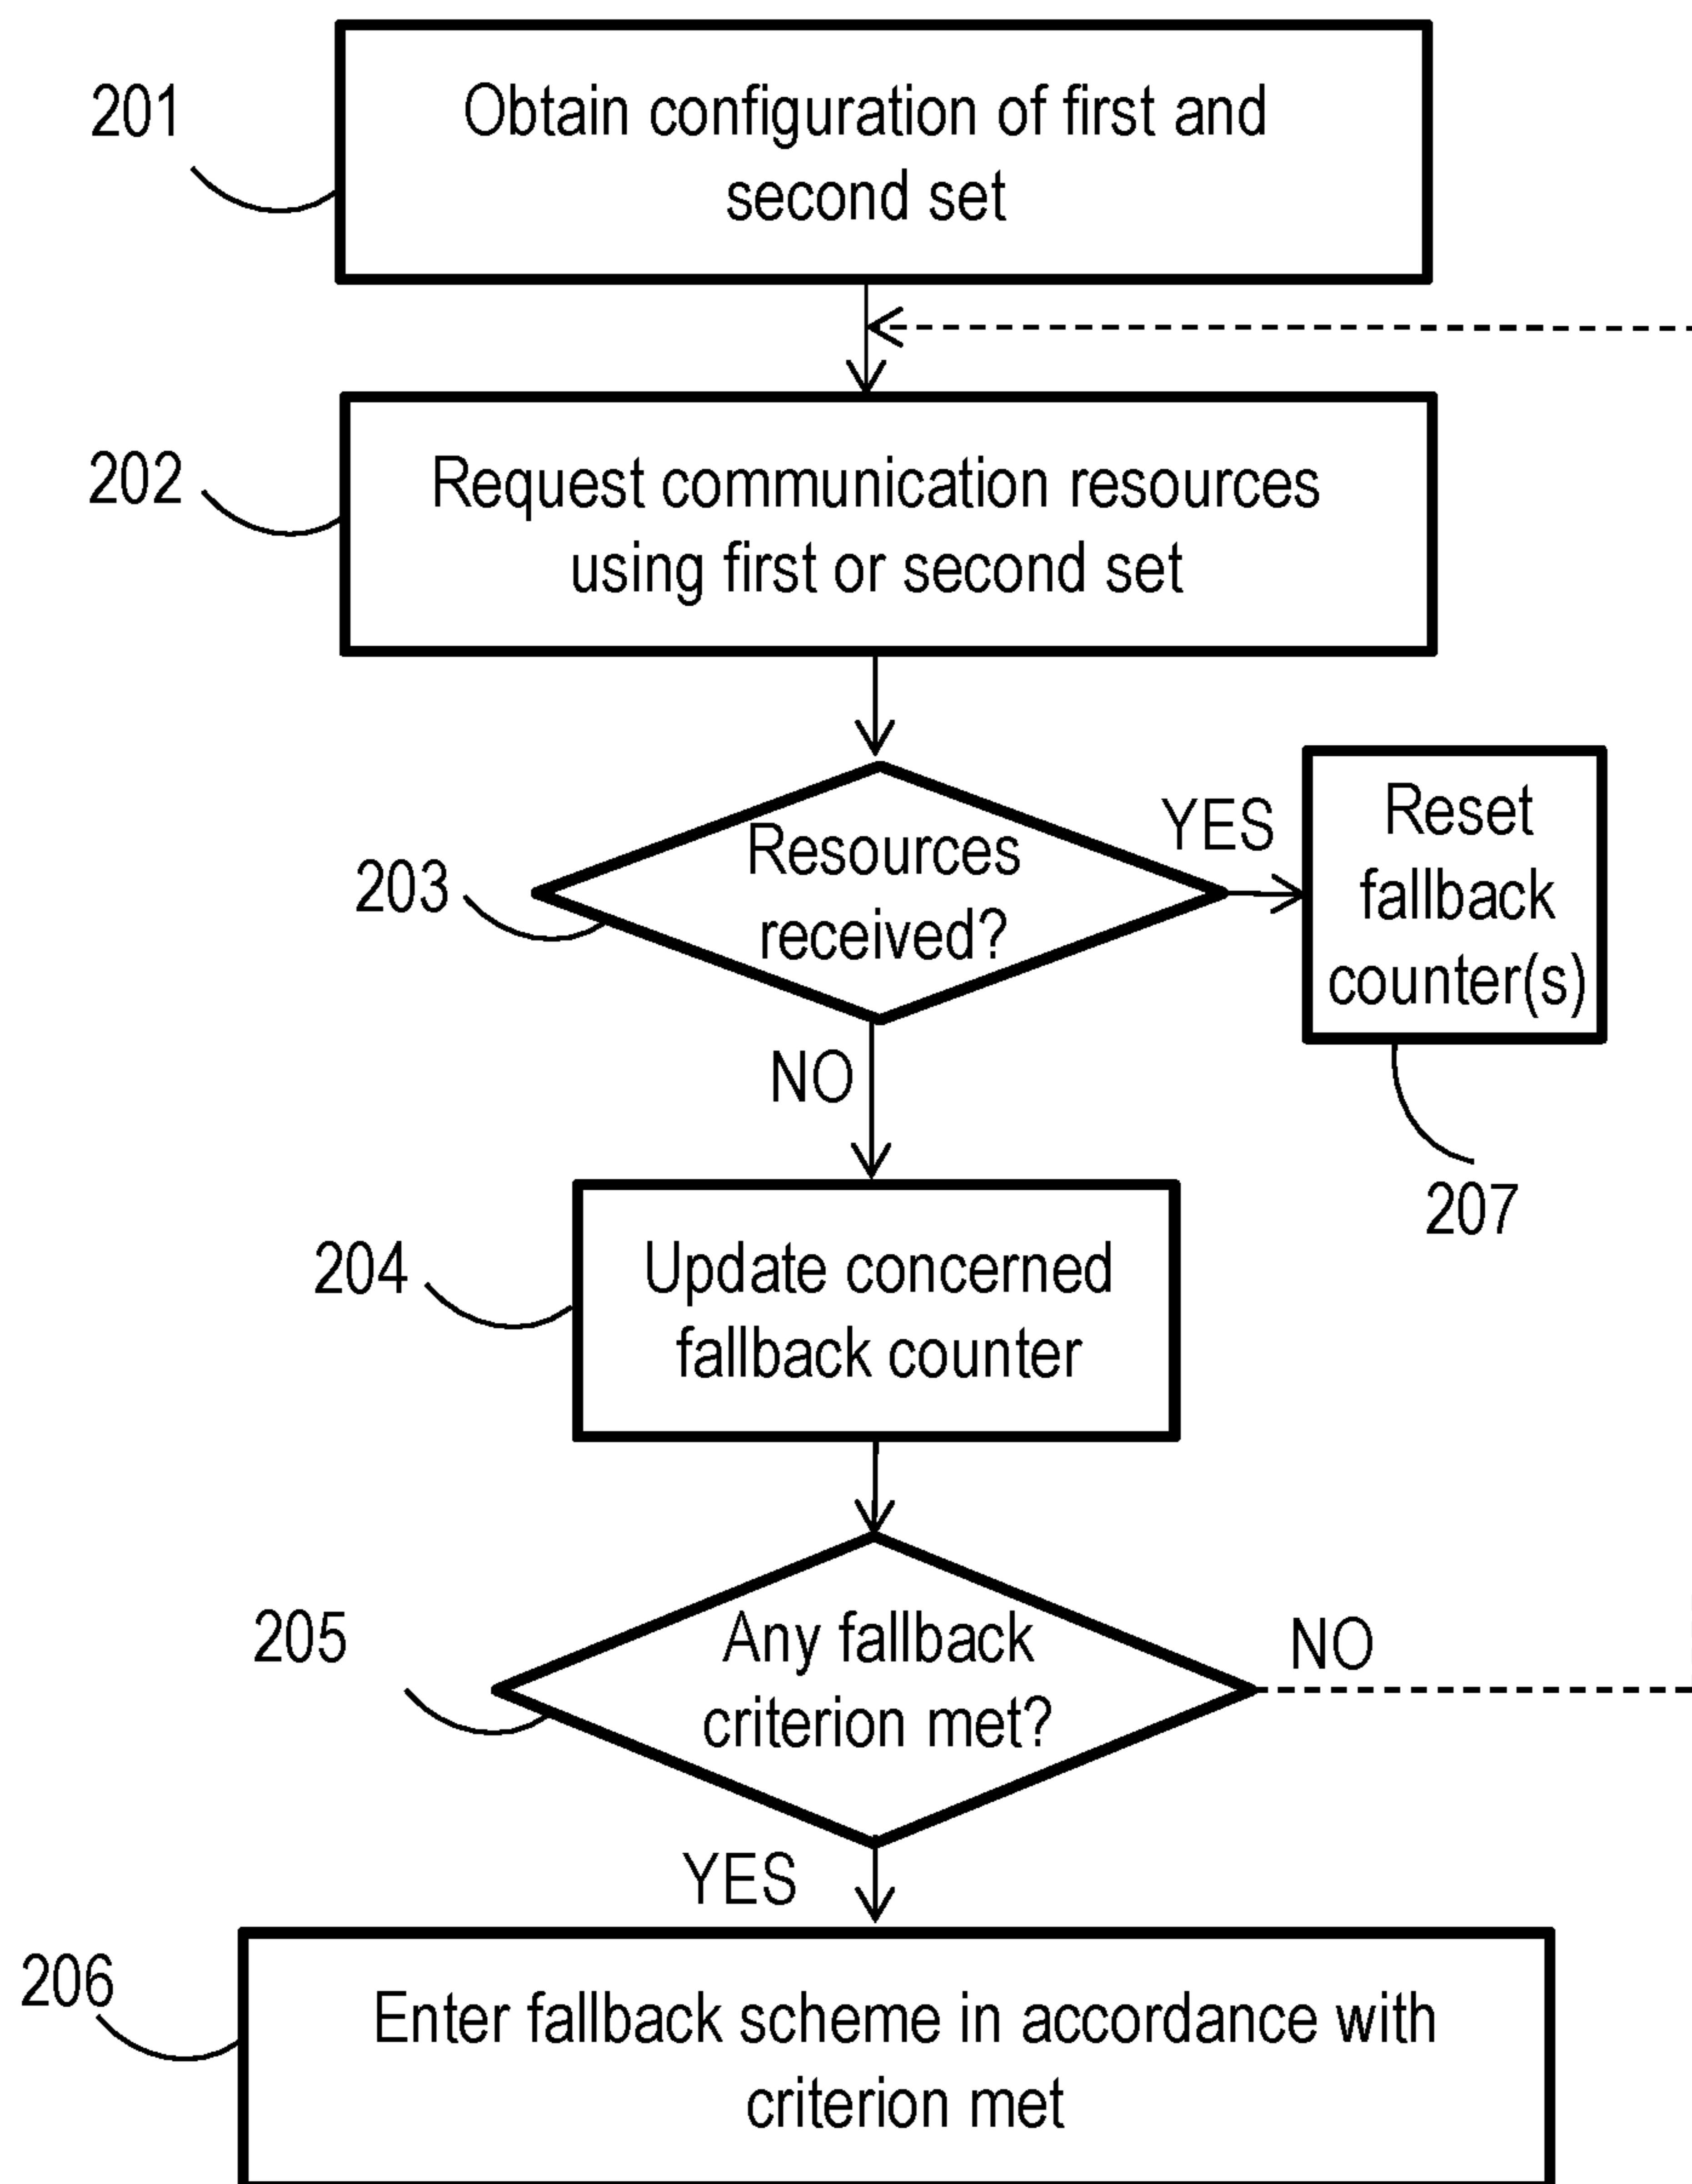 201
Obtain configuration of first and
second set
202
Request communication resources
using first or second set
203
Resources
received?
YES
Reset
fallback
counter(s)
207
NO
204
Update concerned
fallback counter
205
Any fallback
criterion met?
NO
YES
206
Enter fallback scheme in accordance with
criterion met